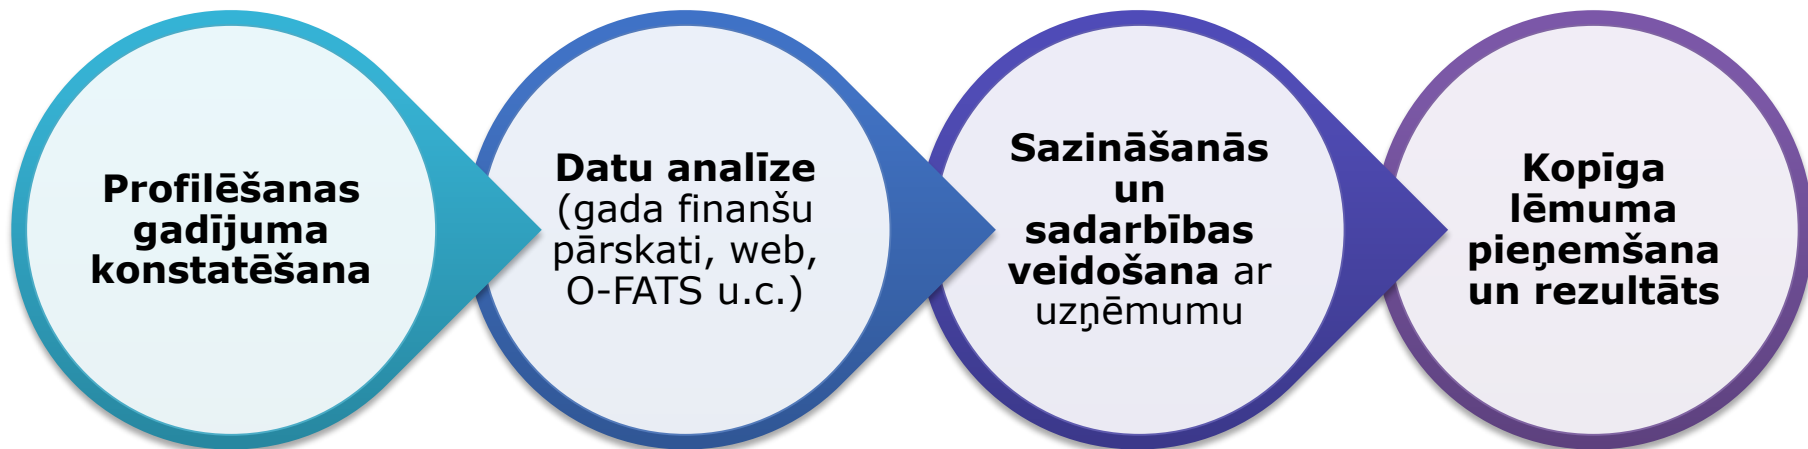 Profilēšanas
gadījuma
konstatēšana
Datu analīze
(gada finanšu
pārskati, web,
O-FATS u.c.)
Sazināšanās
un
sadarbības
veidošana ar
uzņēmumu
Kopīga
lēmuma
pieņemšana
un rezultāts